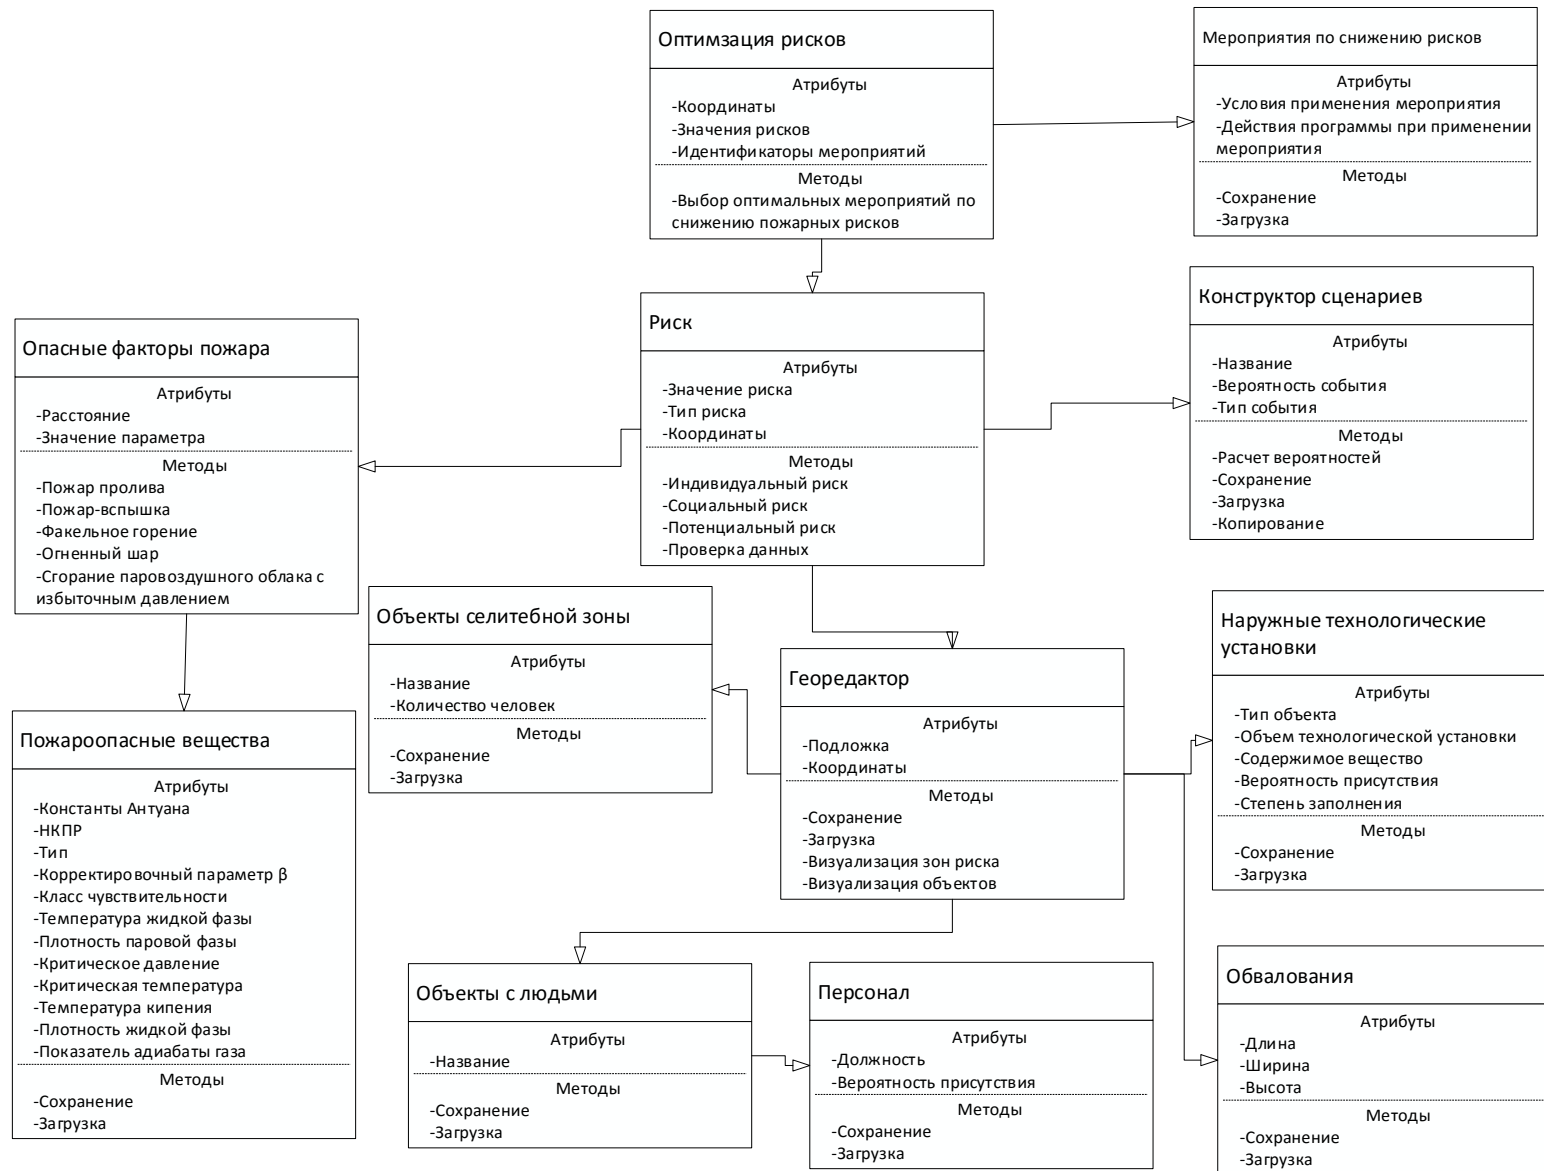 Оптимзация рисков
Атрибуты
-Координаты
-Значения рисков
-Идентификаторы мероприятий
Методы
-Выбор оптимальных мероприятий по
снижению пожарных рисков
Мероприятия по снижению рисков
Атрибуты
-Условия применения мероприятия
-Действия программы при применении
мероприятия
Методы
-Сохранение
-Загрузка
Опасные факторы пожара
Атрибуты
-Расстояние
-Значение параметра
Методы
-Пожар пролива
-Пожар-вспышка
-Факельное горение
-Огненный шар
-Сгорание паровоздушного облака с
избыточным давлением
Риск
Атрибуты
-Значение риска
-Тип риска
-Координаты
Методы
-Индивидуальный риск
-Социальный риск
-Потенциальный риск
-Проверка данных
Конструктор сценариев
Атрибуты
-Название
-Вероятность события
-Тип события
Методы
-Расчет вероятностей
-Сохранение
-Загрузка
-Копирование
Объекты селитебной зоны
Атрибуты
-Название
-Количество человек
Методы
-Сохранение
-Загрузка
Георедактор
Атрибуты
-Подложка
-Координаты
Методы
-Сохранение
-Загрузка
-Визуализация зон риска
-Визуализация объектов
Наружные технологические
установки
Атрибуты
-Тип объекта
-Объем технологической установки
-Содержимое вещество
-Вероятность присутствия
-Степень заполнения
Методы
-Сохранение
-Загрузка
Пожароопасные вещества
Атрибуты
-Константы Антуана
-НКПР
-Тип
-Корректировочный параметр β
-Класс чувствительности
-Температура жидкой фазы
-Плотность паровой фазы
-Критическое давление
-Критическая температура
-Температура кипения
-Плотность жидкой фазы
-Показатель адиабаты газа
Методы
-Сохранение
-Загрузка
Объекты с людьми
Атрибуты
-Название
Методы
-Сохранение
-Загрузка
Персонал
Атрибуты
-Должность
-Вероятность присутствия
Методы
-Сохранение
-Загрузка
Обвалования
Атрибуты
-Длина
-Ширина
-Высота
Методы
-Сохранение
-Загрузка